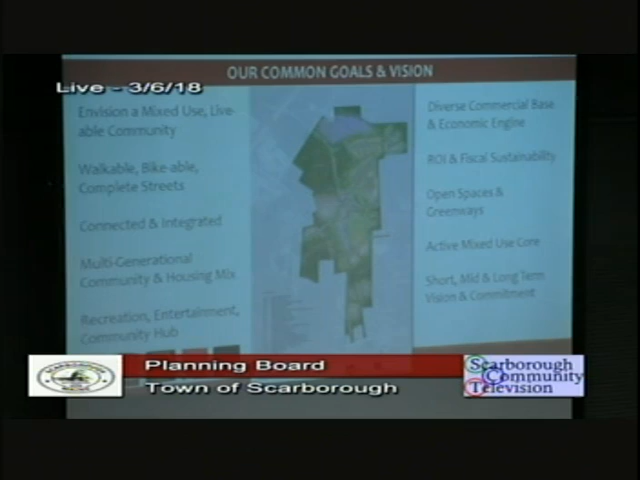 OUR COMMON GOALS & VISION
Live - 3/6/18
Envision a Mixed Use, Live-
able Community
Walkable, Bike-able,
Complete Streets
Connected & Integrated
Multi-Generational
Community & Housing Mix
Recreation, Entertainment,
Community Hub
Diverse Commercial Base
& Economic Engine
ROI & Fiscal Sustainability
Open Spaces &
Greenways
Active Mixed Use Core
Short, Mid & Long Term
Vision & Commitment
Planning Board
Town of Scarborough
Scarborough
Community
Television